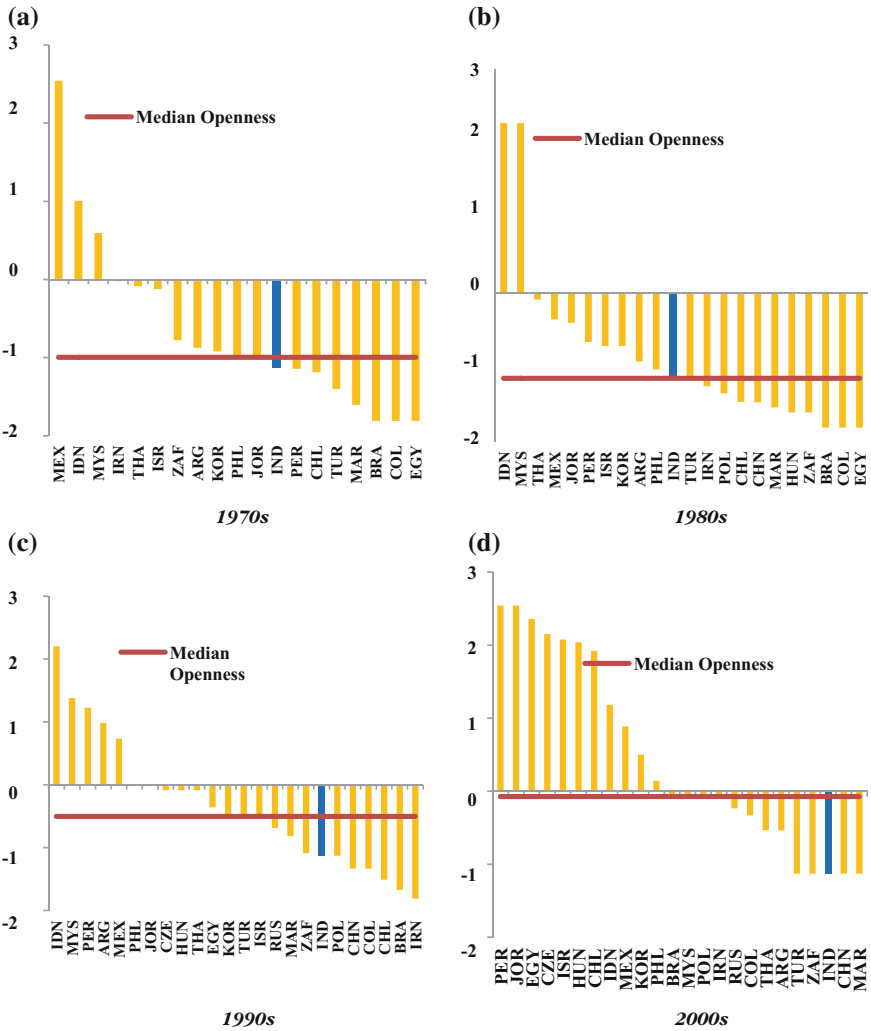 (a)
3
2
1
0
-1
-2
Median Openness
MEX IDN MYS IRN THA ISR ZAF ARG KOR PHL JOR IND PER CHL TUR MAR BRA COL EGY
1970s
(b)
3
2
1
0
-1
-2
Median Openness
IDN MYS THA MEX JOR PER ISR KOR ARG PHL IND TUR IRN POL CHL CHN MAR HUN ZAF BRA COL EGY
1980s
(c)
3
2
1
0
-1
-2
Median
Openness
IDN MYS PER ARG MEX PHL JOR CZE HUN THA EGY KOR TUR ISR RUS MAR ZAF IND POL CHN COL CHL BRA IRN
1990s
(d)
3
2
1
0
-1
-2
Median Openness
PER JOR EGY CZE ISR HUN CHL IDN MEX KOR PHL BRA MYS POL IRN RUS COL THA ARG TUR ZAF IND CHN MAR
2000s